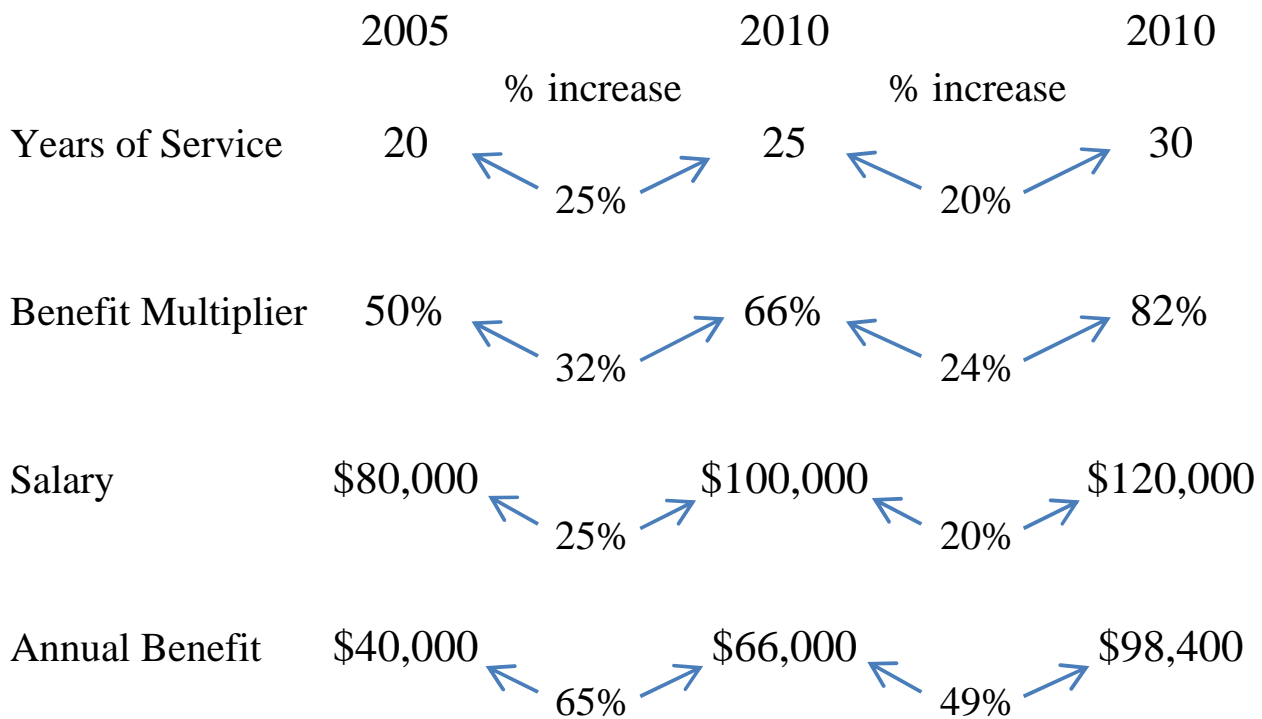 2005 2010 2010
% increase % increase
Years of Service 20 25 30
25% 20%
Benefit Multiplier 50% 66% 82%
32% 24%
Salary $80,000 $100,000 $120,000
25% 20%
Annual Benefit $40,000 $66,000 $98,400
65% 49%